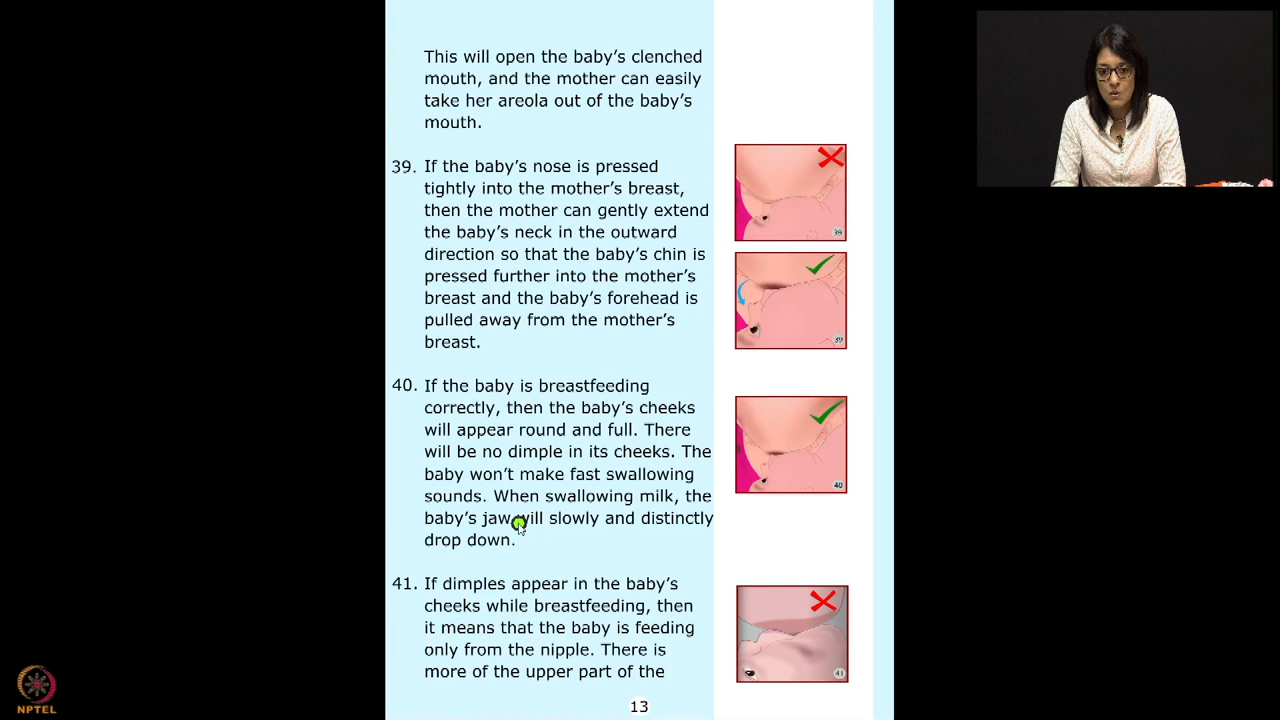 This will open the baby's clenched
mouth, and the mother can easily
take her areola out of the baby's
mouth.
39. If the baby's nose is pressed
tightly into the mother's breast,
then the mother can gently extend
the baby's neck in the outward
direction so that the baby's chin is
pressed further into the mother's
breast and the baby's forehead is
pulled away from the mother's
breast.
39
39
40. If the baby is breastfeeding
correctly, then the baby's cheeks
will appear round and full. There
will be no dimple in its cheeks. The
baby won't make fast swallowing
sounds. When swallowing milk, the
baby's jaw will slowly and distinctly
drop down.
40
41. If dimples appear in the baby's
cheeks while breastfeeding, then
it means that the baby is feeding
only from the nipple. There is
more of the upper part of the
41
13
NPTEL